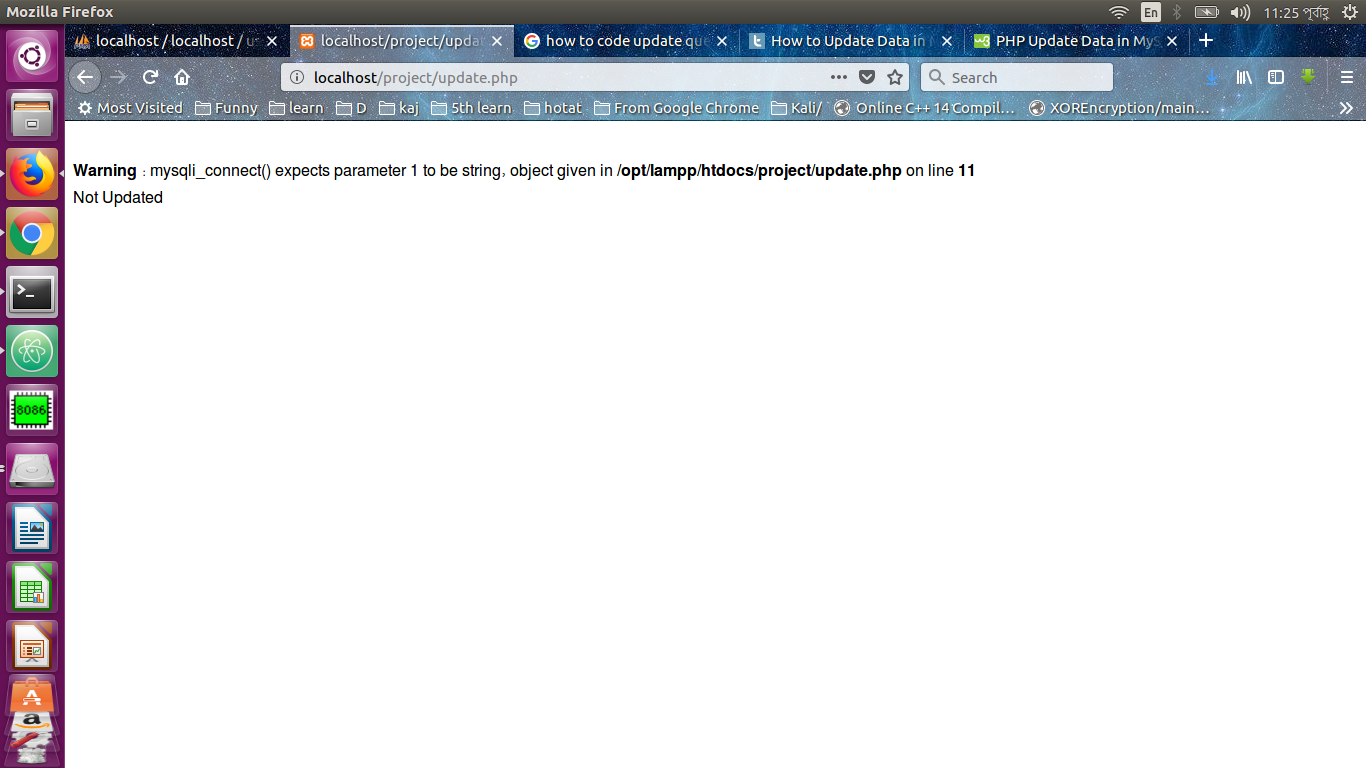 Mozilla Firefox
En
11:25 পূর্বাহ্ণ
localhost / localhost / u
localhost/project/upda
how to code update que
How to Update Data in
PHP Update Data in MyS
localhost/project/update.php
Search
Most Visited
Funny
learn
D
kaj
5th learn
hotat
From Google Chrome
Kali/
Online C++ 14 Compil...
XOREncryption/main...
Warning : mysqli_connect() expects parameter 1 to be string, object given in /opt/lampp/htdocs/project/update.php on line 11
Not Updated
8086